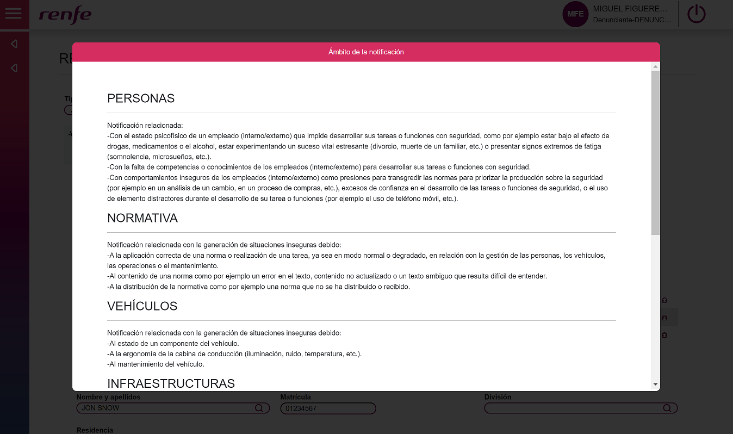 renfe
MFE
MIGUEL FIGUERE...
Denunciante-DENUNC...
Ámbito de la notificación
PERSONAS
Notificación relacionada:
-Con el estado psicofísico de un empleado (interno/externo) que impide desarrollar sus tareas o funciones con seguridad, como por ejemplo estar bajo el efecto de
drogas, medicamentos o el alcohol, estar experimentando un suceso vital estresante (divorcio, muerte de un familiar, etc.) o presentar signos extremos de fatiga
(somnolencia, microsueños, etc.).
-Con la falta de competencias o conocimientos de los empleados (interno/externo) para desarrollar sus tareas o funciones con seguridad.
-Con comportamientos inseguros de los empleados (interno/externo) como presiones para transgredir las normas para priorizar la producción sobre la seguridad
(por ejemplo en un análisis de un cambio, en un proceso de compras, etc.), excesos de confianza en el desarrollo de las tareas o funciones de seguridad, o el uso
de elemento distractores durante el desarrollo de su tarea o funciones (por ejemplo el uso de teléfono móvil, etc.).
NORMATIVA
Notificación relacionada con la generación de situaciones inseguras debido:
-A la aplicación correcta de una norma o realización de una tarea, ya sea en modo normal o degradado, en relación con la gestión de las personas, los vehículos,
las operaciones o el mantenimiento.
-Al contenido de una norma como por ejemplo un error en el texto, contenido no actualizado o un texto ambiguo que resulta difícil de entender.
-A la distribución de la normativa como por ejemplo una norma que no se ha distribuido o recibido.
VEHÍCULOS
Notificación relacionada con la generación de situaciones inseguras debido:
-Al estado de un componente del vehículo.
-A la ergonomía de la cabina de conducción (iluminación, ruido, temperatura, etc.).
-Al mantenimiento del vehículo.
INFRAESTRUCTURAS
Nombre y apellidos
Matrícula
División
JON SNOW
01234567
Residencia